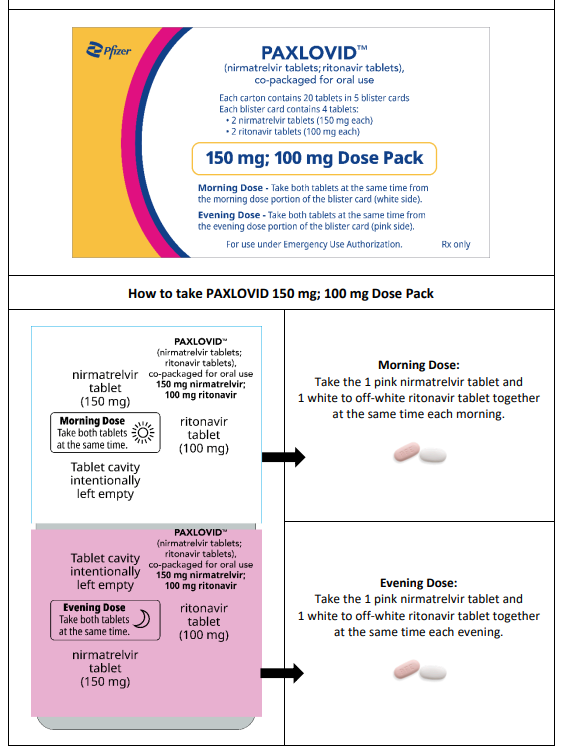 Pfizer
PAXLOVID™
(nirmatrelvir tablets; ritonavir tablets),
co-packaged for oral use
Each carton contains 20 tablets in 5 blister cards
Each blister card contains 4 tablets:
• 2 nirmatrelvir tablets (150 mg each)
• 2 ritonavir tablets (100 mg each)
150 mg; 100 mg Dose Pack
Morning Dose - Take both tablets at the same time from
the morning dose portion of the blister card (white side).
Evening Dose - Take both tablets at the same time from
the evening dose portion of the blister card (pink side).
For use under Emergency Use Authorization. Rx only
How to take PAXLOVID 150 mg; 100 mg Dose Pack
PAXLOVID™
(nirmatrelvir tablets;
ritonavir tablets),
co-packaged for oral use
150 mg nirmatrelvir;
100 mg ritonavir
nirmatrelvir
tablet
(150 mg)
Morning Dose
Take both tablets
at the same time.
ritonavir
tablet
(100 mg)
Tablet cavity
intentionally
left empty
Morning Dose:
Take the 1 pink nirmatrelvir tablet and
1 white to off-white ritonavir tablet together
at the same time each morning.
PAXLOVID™
(nirmatrelvir tablets;
ritonavir tablets),
co-packaged for oral use
150 mg nirmatrelvir;
100 mg ritonavir
Tablet cavity
intentionally
left empty
Evening Dose
Take both tablets
at the same time.
ritonavir
tablet
(100 mg)
nirmatrelvir
tablet
(150 mg)
Evening Dose:
Take the 1 pink nirmatrelvir tablet and
1 white to off-white ritonavir tablet together
at the same time each evening.